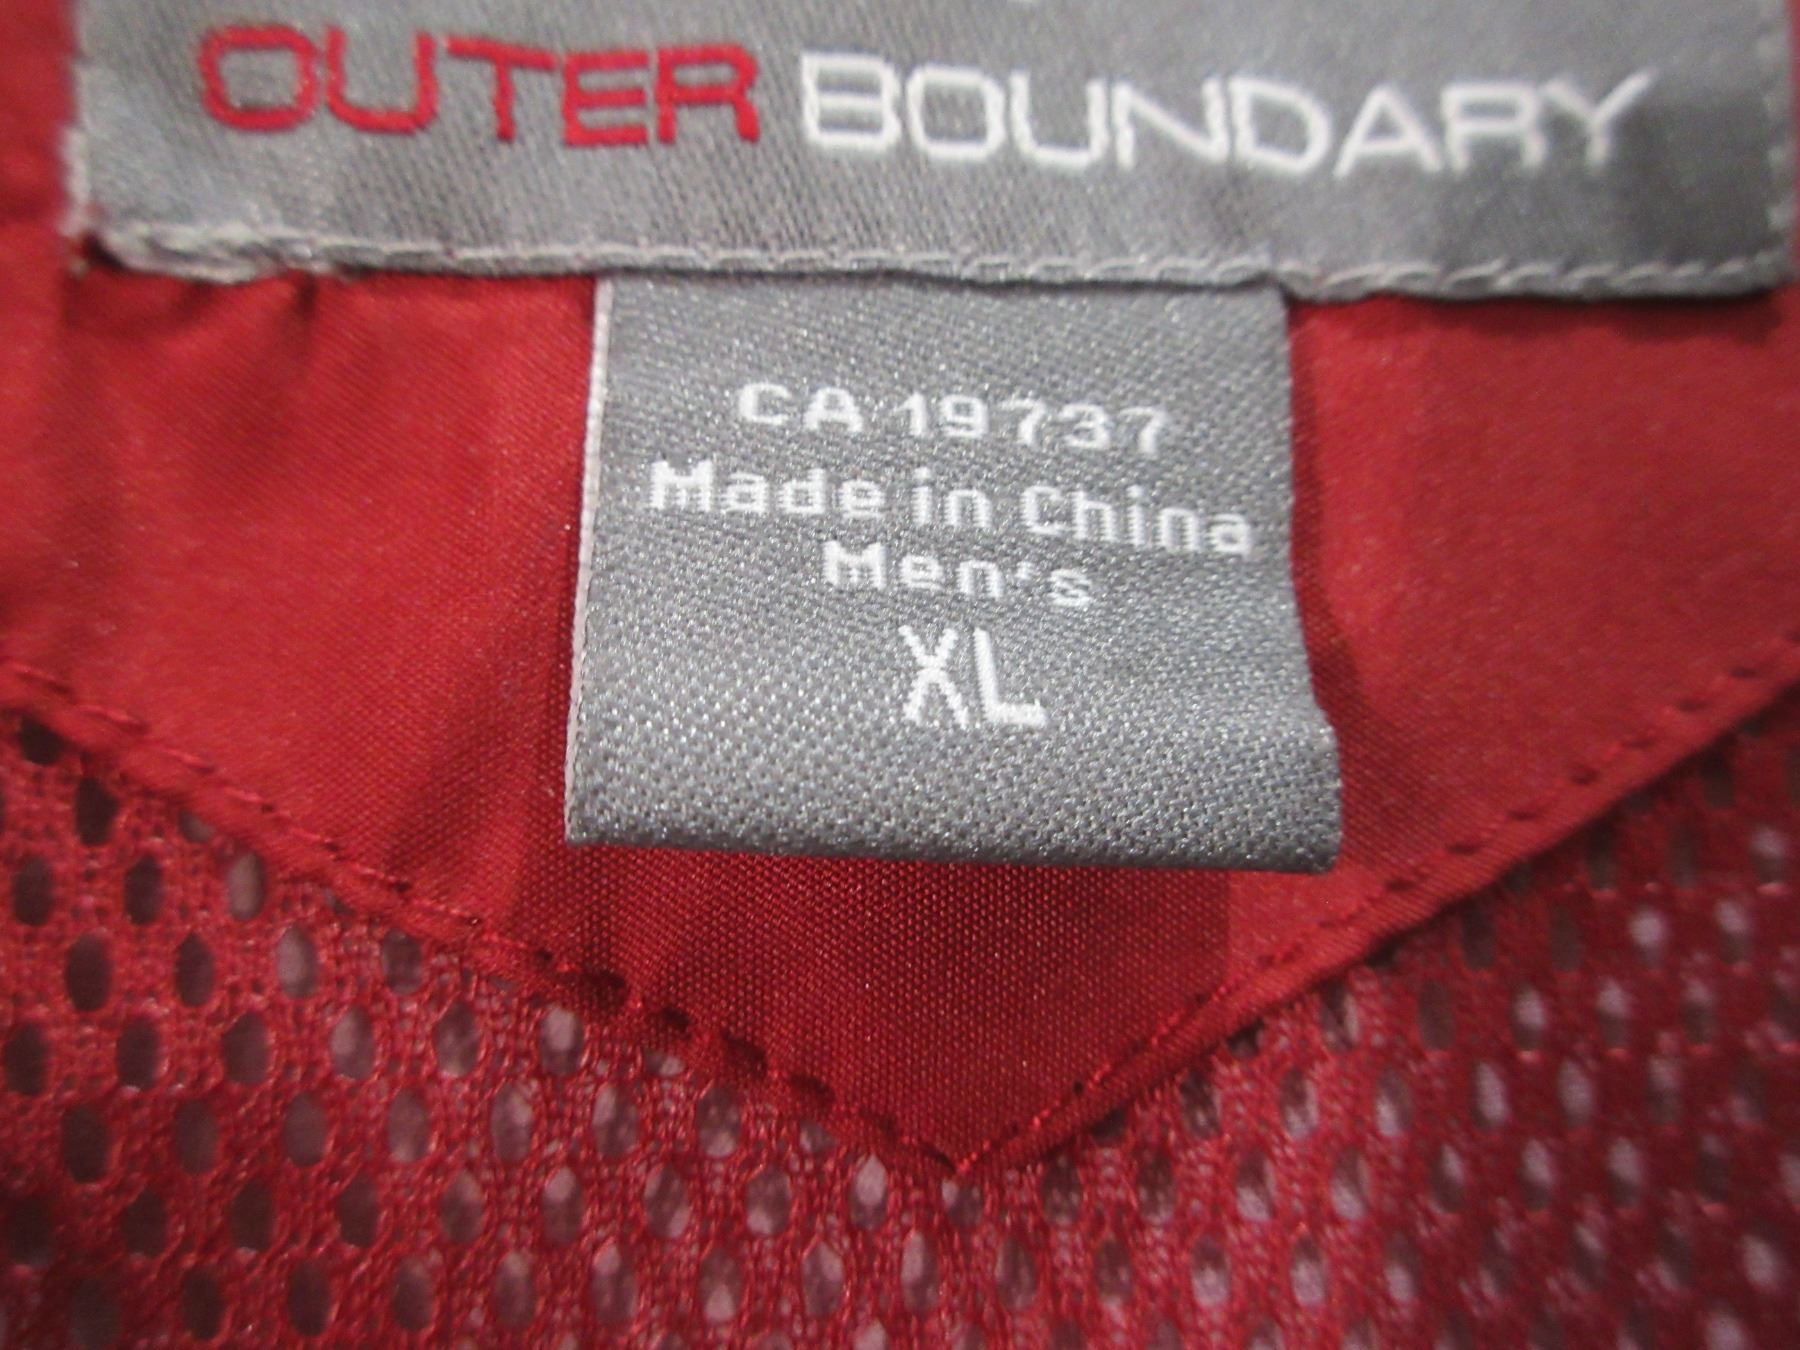 OUTER BOUNDARY
CA 19737
Made in China
Men's
XL